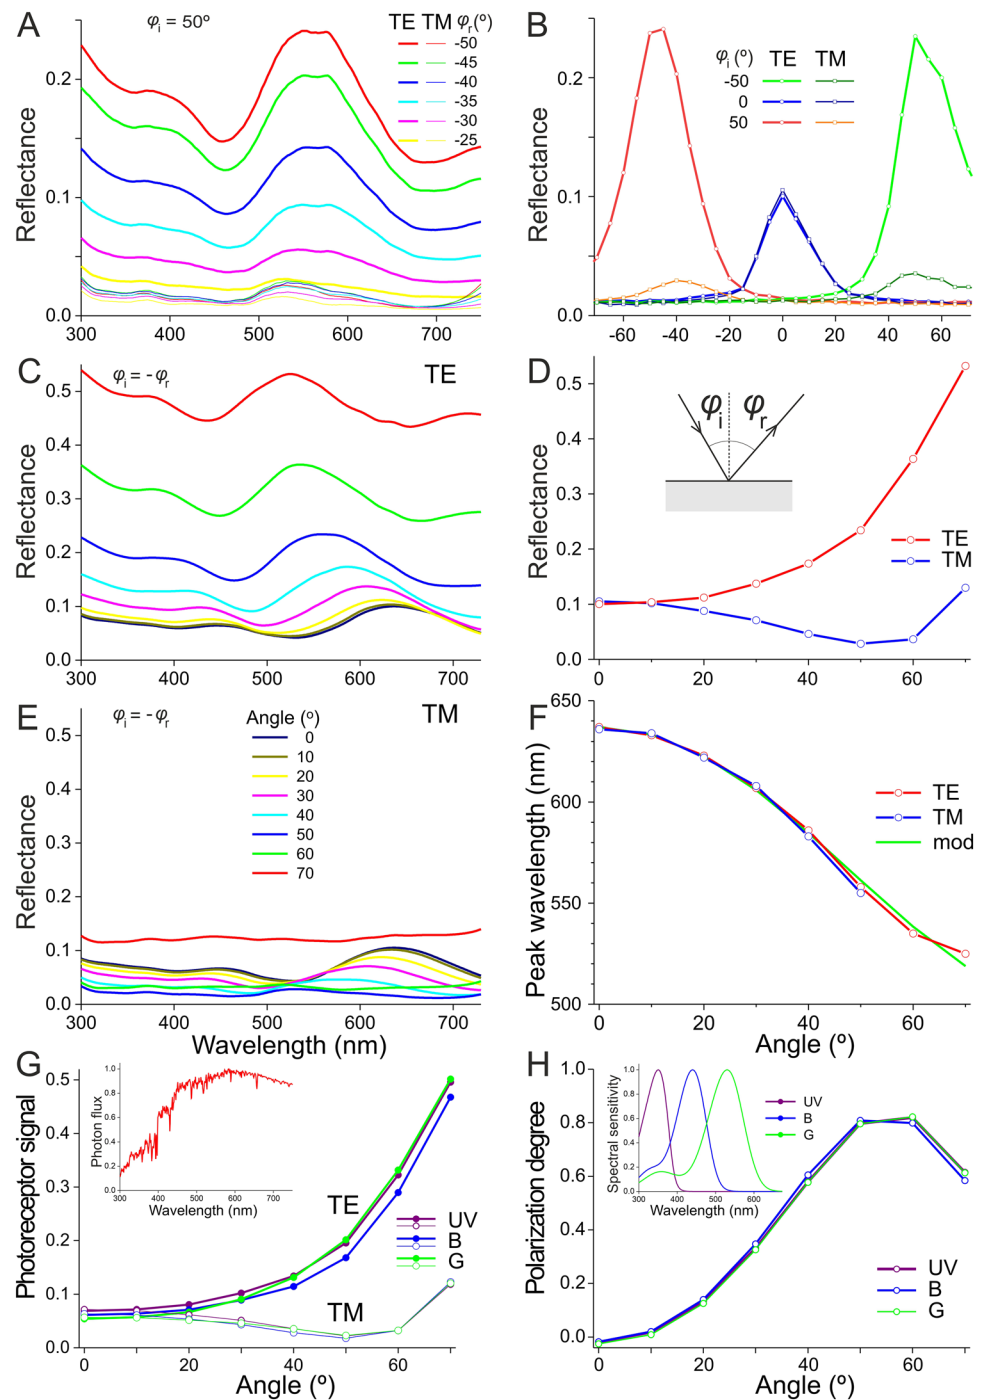 A
φi = 50º
TE TM φr(º)
-50
-45
-40
-35
-30
-25
0.2
0.1
0.0
Reflectance
300 400 500 600 700
B
φi (º) TE TM
-50
0
50
0.2
0.1
0.0
Reflectance
-60 -40 -20 0 20 40 60
C
φi = -φr
TE
0.5
0.4
0.3
0.2
0.1
0.0
Reflectance
300 400 500 600 700
D
φi φr
TE
TM
0.5
0.4
0.3
0.2
0.1
0.0
Reflectance
0 20 40 60
E
φi = -φr
TM
Angle (º)
0
10
20
30
40
50
60
70
0.5
0.4
0.3
0.2
0.1
0.0
Reflectance
300 400 500 600 700
Wavelength (nm)
F
TE
TM
mod
650
600
550
500
Peak wavelength (nm)
0 20 40 60
Angle (º)
G
1.0
0.8
0.6
0.4
0.2
0.0
Photon flux
300 400 500 600 700
Wavelength (nm)
TE
TM
UV
B
G
0.5
0.4
0.3
0.2
0.1
0.0
Photoreceptor signal
0 20 40 60
Angle (º)
H
1.0
0.8
0.6
0.4
0.2
0.0
Spectral sensitivity
300 400 500 600
Wavelength (nm)
UV
B
G
UV
B
G
1.0
0.8
0.6
0.4
0.2
0.0
Polarization degree
0 20 40 60
Angle (º)